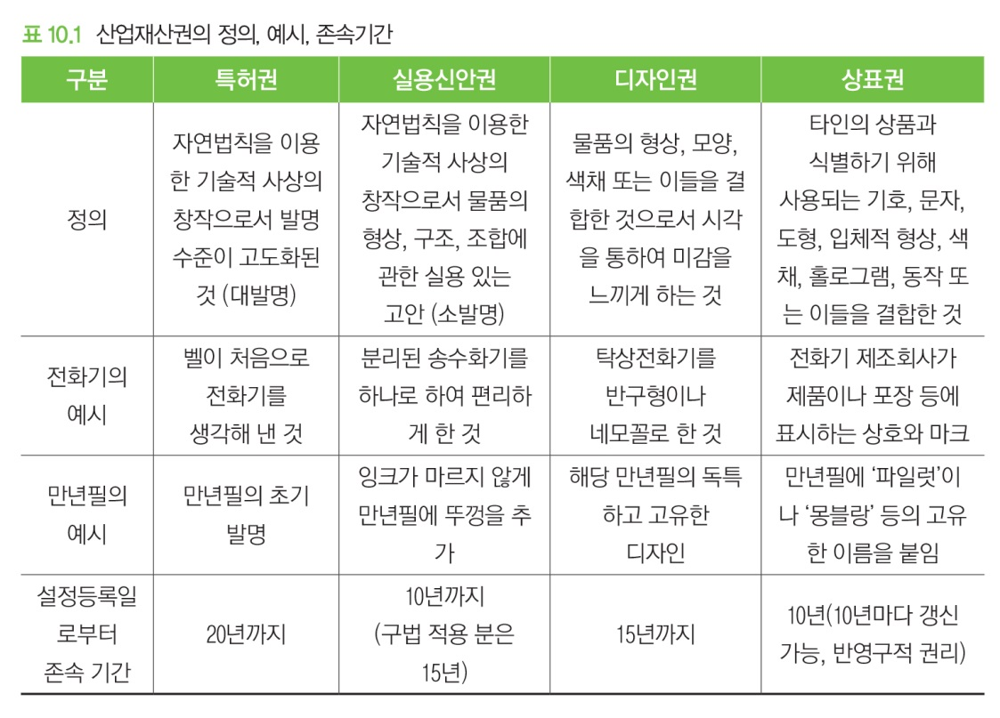 표 10.1 산업재산권의 정의, 예시, 존속기간
구분
특허권
실용신안권
디자인권
상표권
정의
자연법칙을 이용
한 기술적 사상의
창작으로서 발명
수준이 고도화된
것 (대발명)
자연법칙을 이용한
기술적 사상의
창작으로서 물품의
형상, 구조, 조합에
관한 실용 있는
고안 (소발명)
물품의 형상, 모양,
색채 또는 이들을 결
합한 것으로서 시각
을 통하여 미감을
느끼게 하는 것
타인의 상품과
식별하기 위해
사용되는 기호, 문자,
도형, 입체적 형상, 색
채, 홀로그램, 동작 또
는 이들을 결합한 것
전화기의
예시
벨이 처음으로
전화기를
생각해 낸 것
분리된 송수화기를
하나로 하여 편리하
게 한 것
탁상전화기를
반구형이나
네모꼴로 한 것
전화기 제조회사가
제품이나 포장 등에
표시하는 상호와 마크
만년필의
예시
만년필의 초기
발명
잉크가 마르지 않게
만년필에 뚜껑을 추
가
해당 만년필의 독특
하고 고유한
디자인
만년필에 ‘파일럿’이
나 ‘몽블랑’ 등의 고유
한 이름을 붙임
설정등록일
로부터
존속 기간
20년까지
10년까지
(구법 적용 분은
15년)
15년까지
10년(10년마다 갱신
가능, 반영구적 권리)